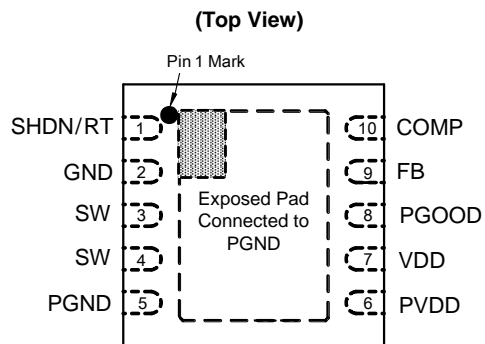 (Top View)
Pin 1 Mark
SHDN/RT 1 10 COMP
GND 2 9 FB
SW 3 8 PGOOD
SW 4 7 VDD
PGND 5 6 PVDD
Exposed Pad
Connected to
PGND